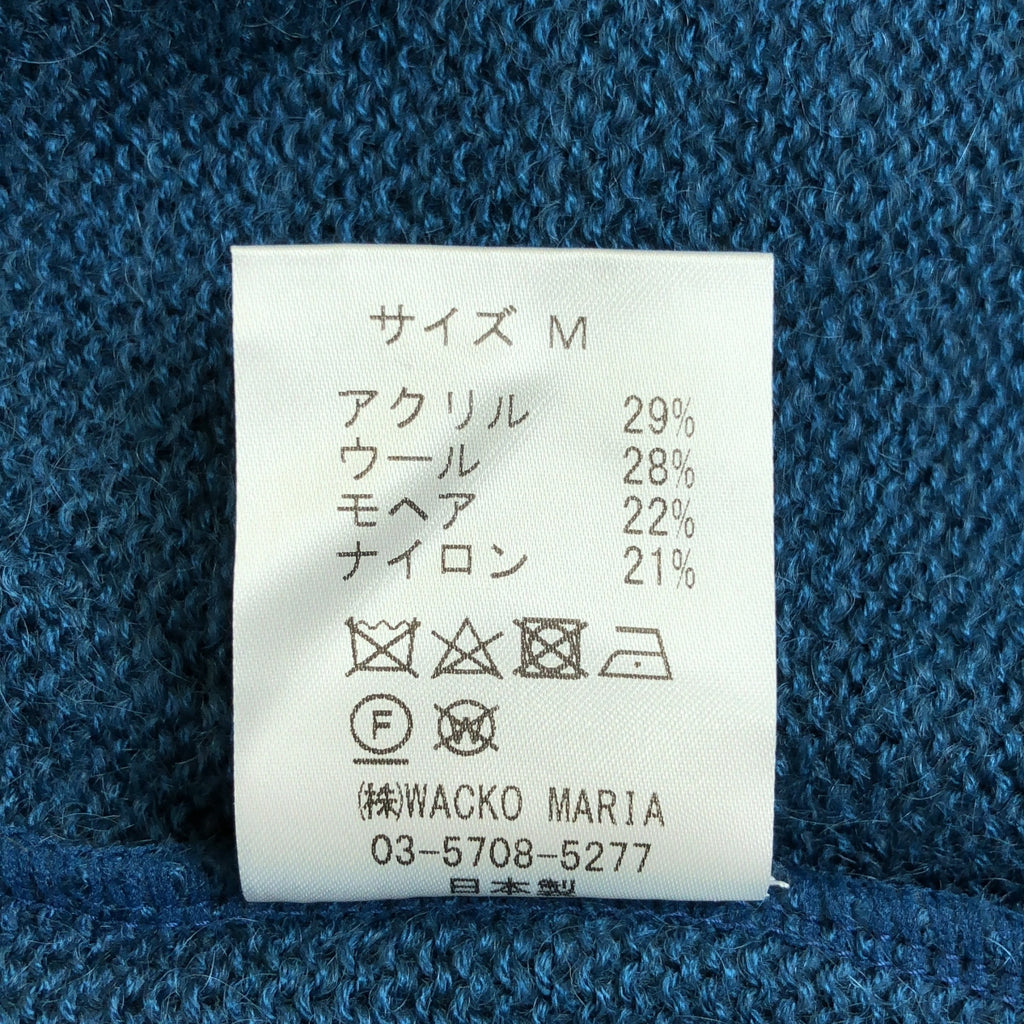 サイズ M
アクリル 29%
ウール 28%
モヘア 22%
ナイロン 21%
F W
㈱WACKO MARIA
03-5708-5277
日本製